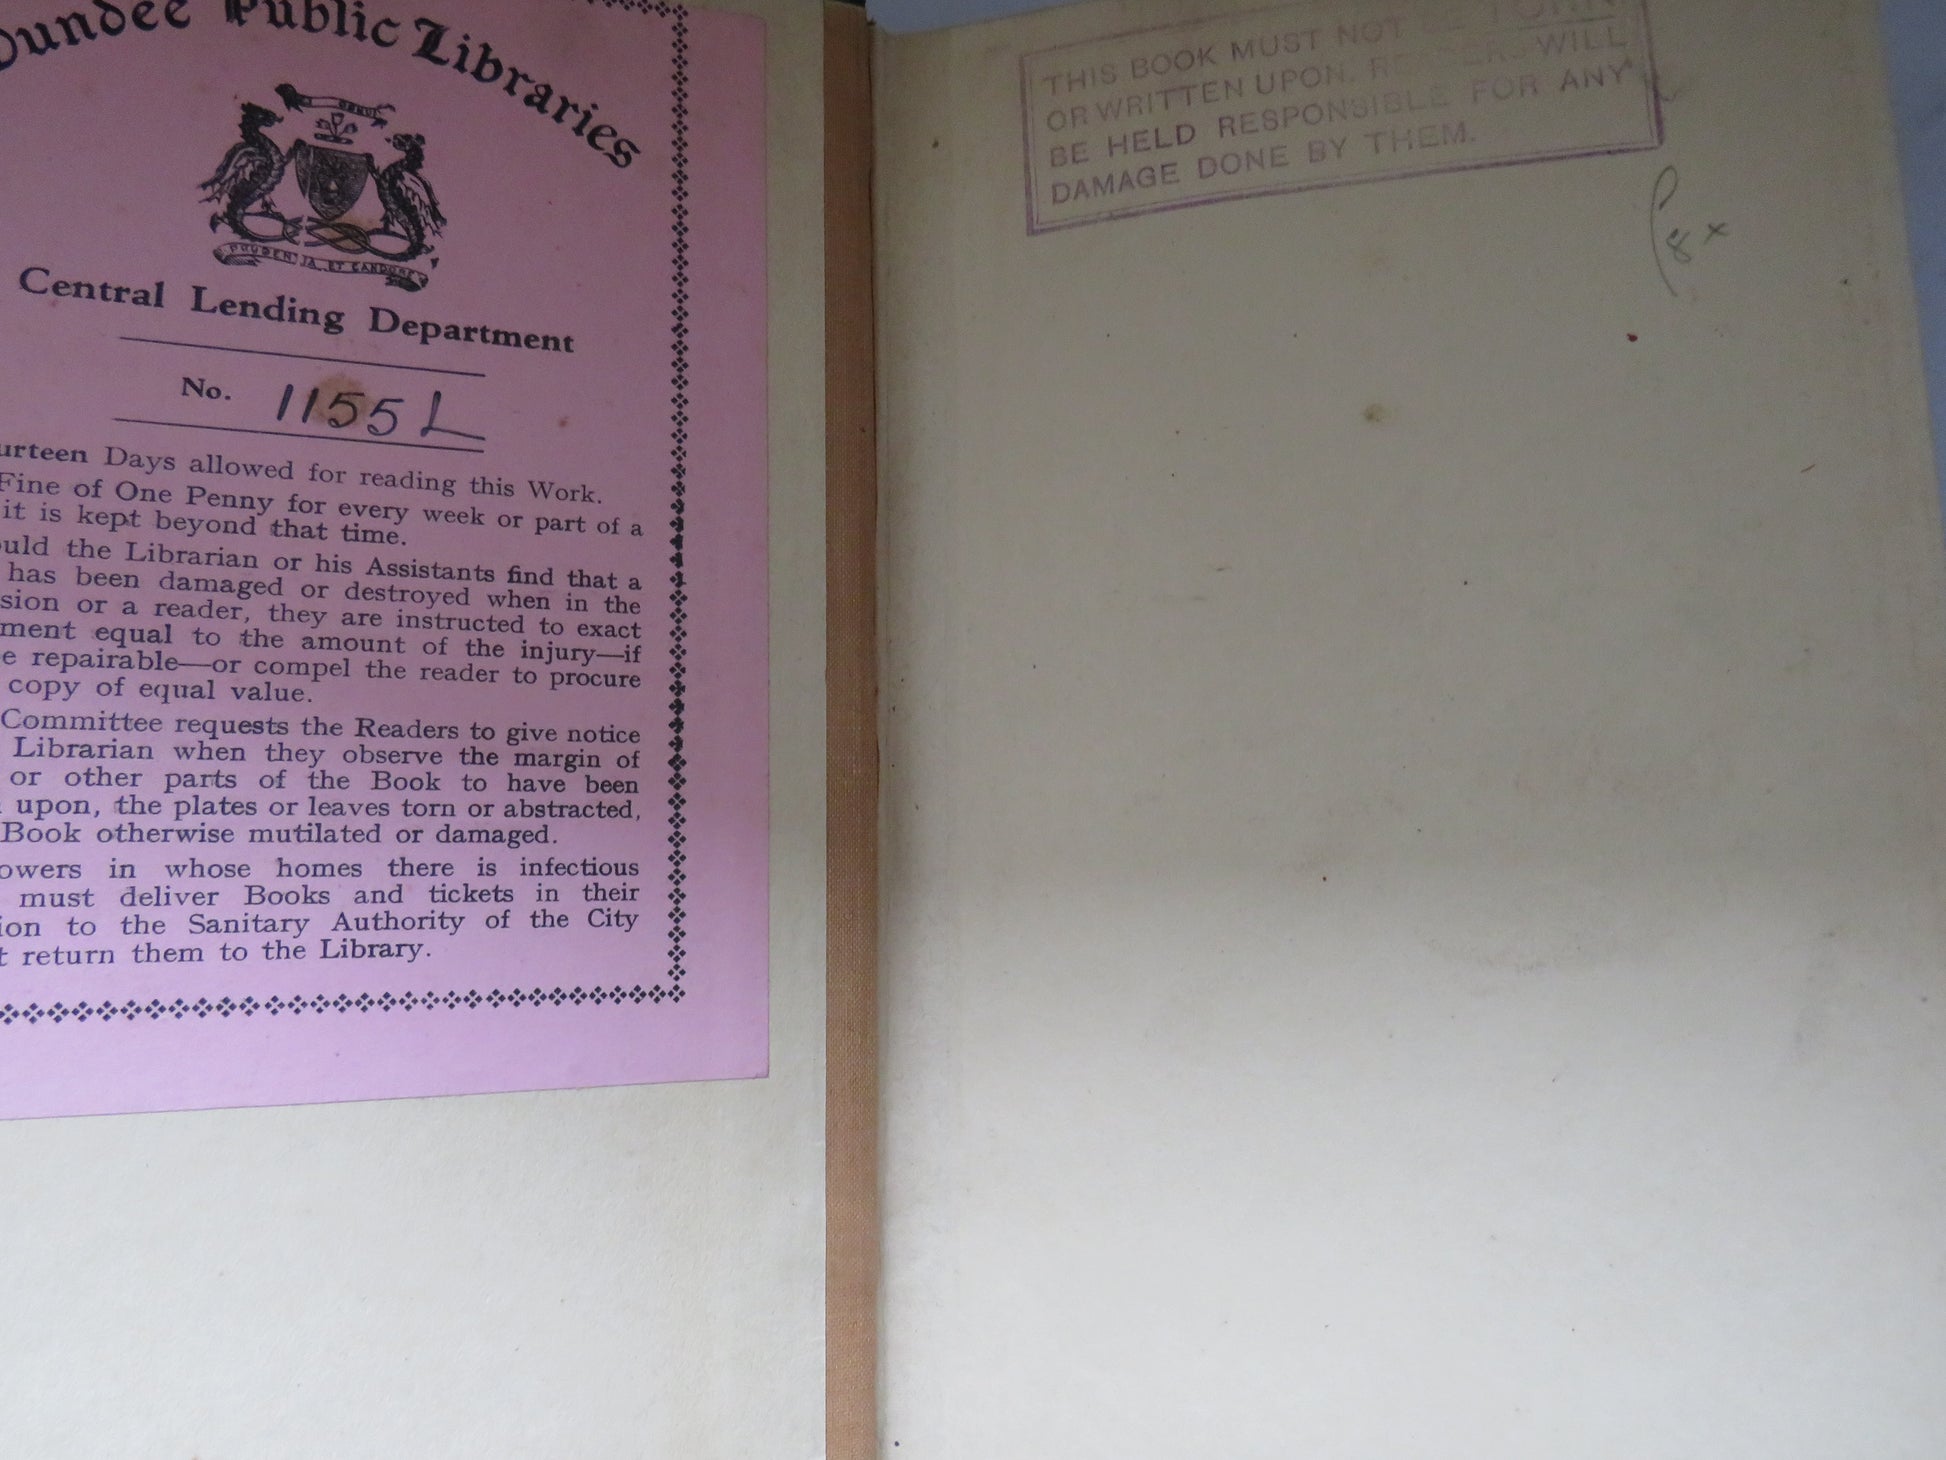 Dundee Public Libraries
PRUDENTIA ET CANDORE
Central Lending Department
No. 1155L
urteen Days allowed for reading this Work.
Fine of One Penny for every week or part of a
it is kept beyond that time.
ould the Librarian or his Assistants find that a
has been damaged or destroyed when in the
sion or a reader, they are instructed to exact
ment equal to the amount of the injury—if
e repairable—or compel the reader to procure
copy of equal value.
Committee requests the Readers to give notice
Librarian when they observe the margin of
or other parts of the Book to have been
upon, the plates or leaves torn or abstracted,
Book otherwise mutilated or damaged.
owers in whose homes there is infectious
must deliver Books and tickets in their
ion to the Sanitary Authority of the City
t return them to the Library.
THIS BOOK MUST NOT BE TORN
OR WRITTEN UPON. READERS WILL
BE HELD RESPONSIBLE FOR ANY
DAMAGE DONE BY THEM.
8 x